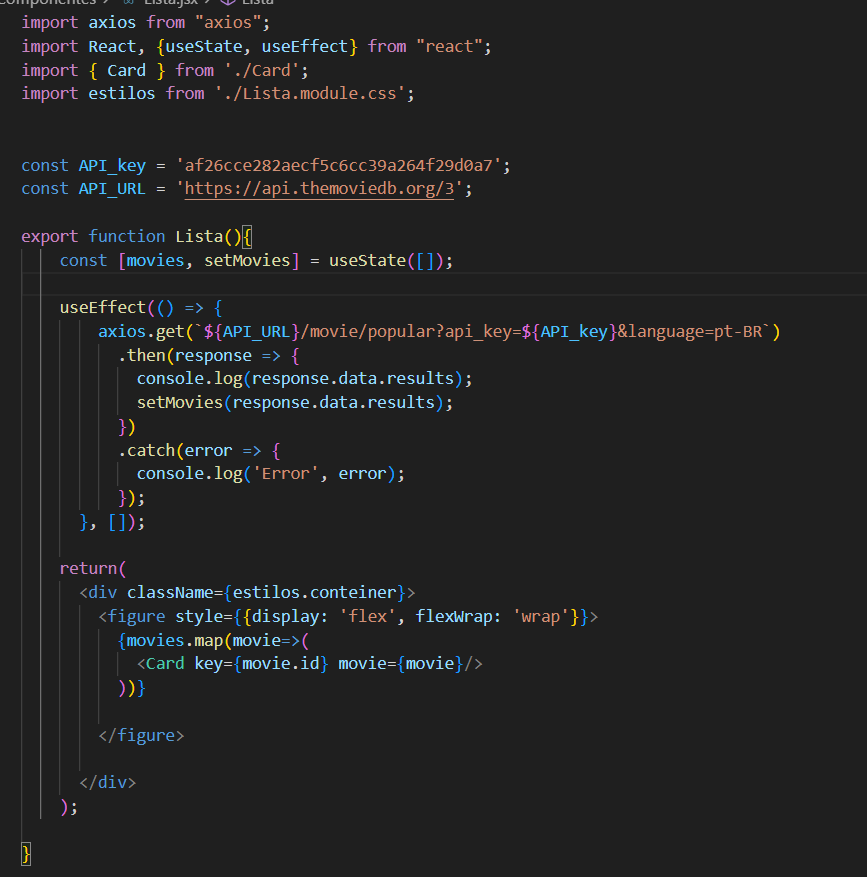 Componentes > Lista.jsx > Lista
import axios from "axios";
import React, {useState, useEffect} from "react";
import { Card } from './Card';
import estilos from './Lista.module.css';
const API_key = 'af26cce282aecf5c6cc39a264f29d0a7';
const API_URL = 'https://api.themoviedb.org/3';
export function Lista(){
const [movies, setMovies] = useState([]);
useEffect(() => {
axios.get(`${API_URL}/movie/popular?api_key=${API_key}&language=pt-BR`)
.then(response => {
console.log(response.data.results);
setMovies(response.data.results);
})
.catch(error => {
console.log('Error', error);
});
}, []);
return(
<div className={estilos.conteiner}>
<figure style={{display: 'flex', flexWrap: 'wrap'}}>
{movies.map(movie=>(
<Card key={movie.id} movie={movie}/>
))}
</figure>
</div>
);
}